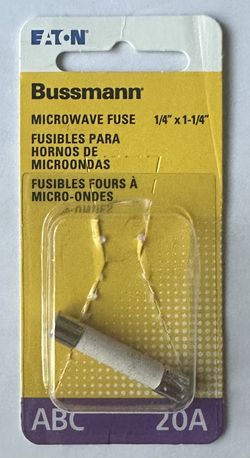 EATON
Bussmann™
MICROWAVE FUSE 1/4" x 1-1/4"
FUSIBLES PARA
HORNOS DE
MICROONDAS
FUSIBLES FOURS À
MICRO-ONDES
ABC 20A